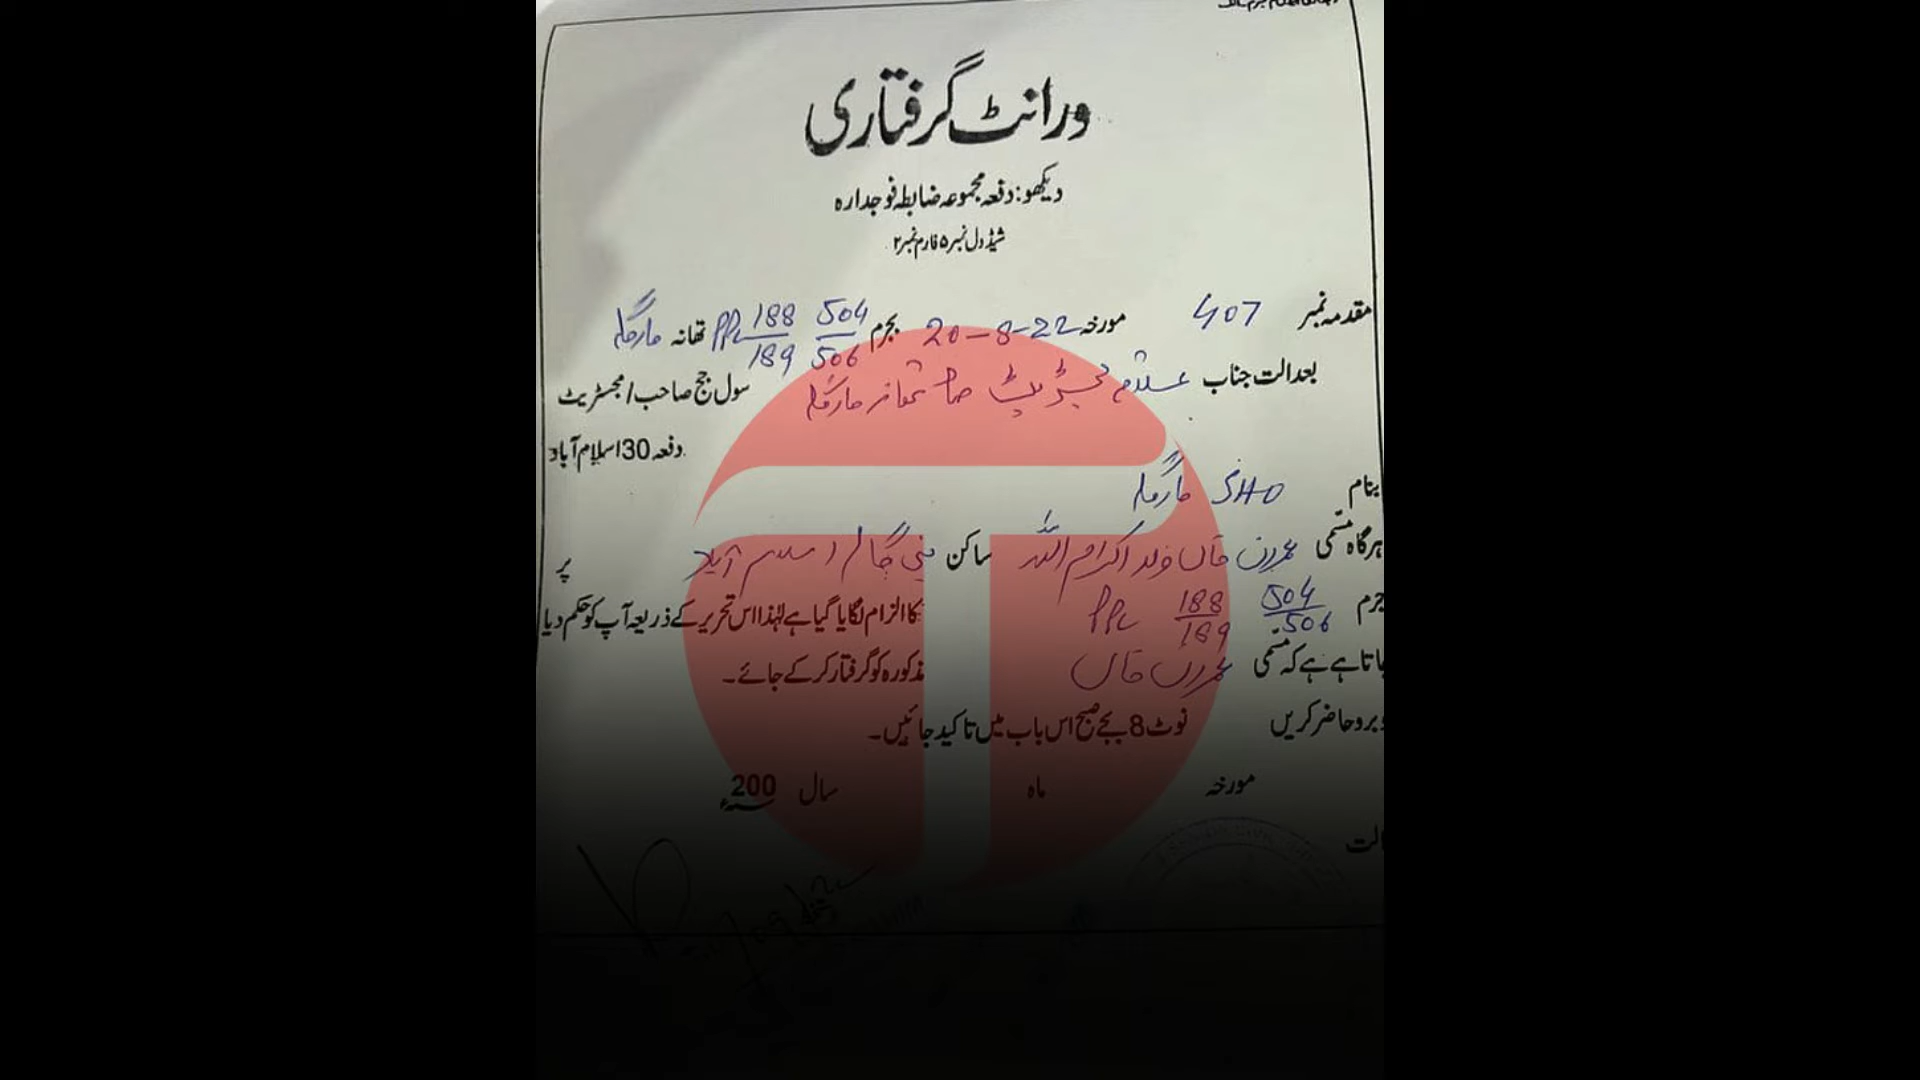 وارنٹ گرفتاری
دیکھو: دفعہ مجموعہ ضابطہ فوجدارہ
شیڈول نمبر ۵ فارم نمبر ۲
مقدمہ نمبر 407 مورخہ 20-8-22 بجرم 504/506 188/189 PPC تھانہ مارگلہ
بعدالت جناب علاقہ مجسٹریٹ صاحب تھانہ مارگلہ سول جج صاحب/مجسٹریٹ
دفعہ 30 اسلام آباد
بنام SHO مارگلہ
ہرگاہ مسمی عمران خان ولد اکرام اللہ ساکن بنی گالہ اسلام آباد پر
جرم 504/506 188/189 PPC کا الزام لگایا گیا ہے لہٰذا اس تحریر کے ذریعہ آپ کو حکم دیا
جاتا ہے ہے کہ مسمی عمران خان مذکورہ کو گرفتار کر کے جائے۔
وبرو حاضر کریں نوٹ 8 بجے صبح اس باب میں تاکید جائیں۔
مورخہ ماہ سال 200ء